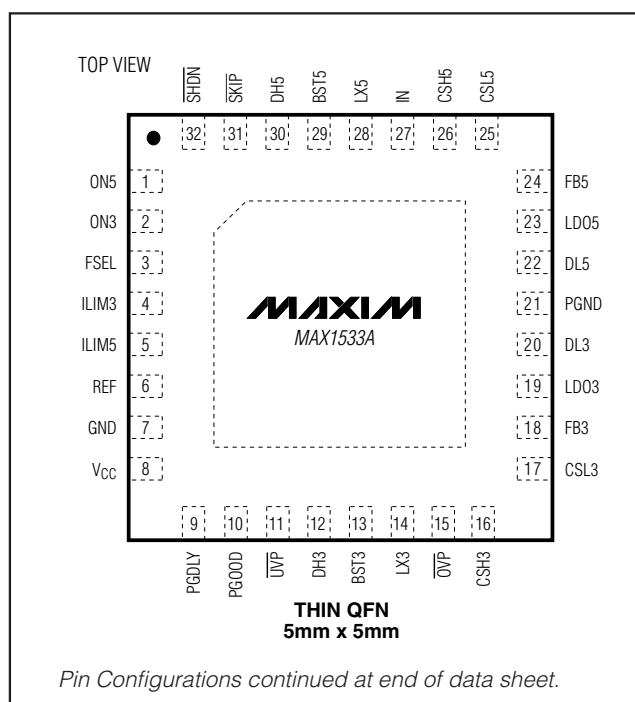 TOP VIEW
SHDN
SKIP
DH5
BST5
LX5
IN
CSH5
CSL5
32
31
30
29
28
27
26
25
ON5 1
ON3 2
FSEL 3
ILIM3 4
ILIM5 5
REF 6
GND 7
VCC 8
24 FB5
23 LDO5
22 DL5
21 PGND
20 DL3
19 LDO3
18 FB3
17 CSL3
MAXIM
MAX1533A
9
10
11
12
13
14
15
16
PGDLY
PGOOD
UVP
DH3
BST3
LX3
OVP
CSH3
THIN QFN
5mm x 5mm
Pin Configurations continued at end of data sheet.